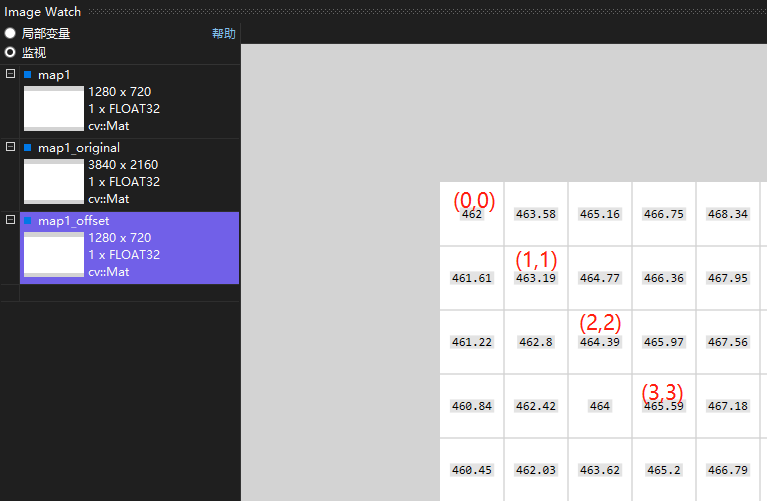 Image Watch
局部变量
帮助
监视
map1
1280 x 720
1 x FLOAT32
cv::Mat
map1_original
3840 x 2160
1 x FLOAT32
cv::Mat
map1_offset
1280 x 720
1 x FLOAT32
cv::Mat
(0,0)
462 463.58 465.16 466.75 468.34
(1,1)
461.61 463.19 464.77 466.36 467.95
(2,2)
461.22 462.8 464.39 465.97 467.56
(3,3)
460.84 462.42 464 465.59 467.18
460.45 462.03 463.62 465.2 466.79